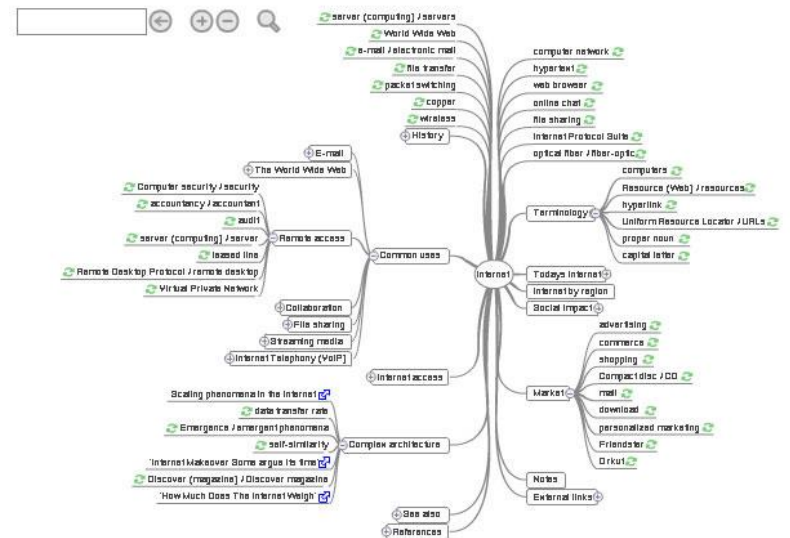 server (computing) / servers
World Wide Web
e-mail / electronic mail
file transfer
packet switching
copper
wireless
History
E-mail
The World Wide Web
Computer security / security
accountancy / accountant
audit
server (computing) / server
leased line
Remote Desktop Protocol / remote desktop
Virtual Private Network
Remote access
Common uses
Collaboration
File sharing
Streaming media
Internet Telephony (VoIP)
Internet access
Scaling phenomena in the Internet
data transfer rate
Emergence / emergent phenomena
self-similarity
'Internet Makeover Some argue its time'
Discover (magazine) / Discover magazine
'How Much Does The Internet Weigh'
Complex architecture
See also
References
Internet
computer network
hypertext
web browser
online chat
file sharing
Internet Protocol Suite
optical fiber / fiber-optic
Terminology
computers
Resource (Web) / resources
hyperlink
Uniform Resource Locator / URLs
proper noun
capital letter
Todays Internet
Internet by region
Social impact
Market
advertising
commerce
shopping
Compact disc / CD
mail
download
personalized marketing
Friendster
Orkut
Notes
External links